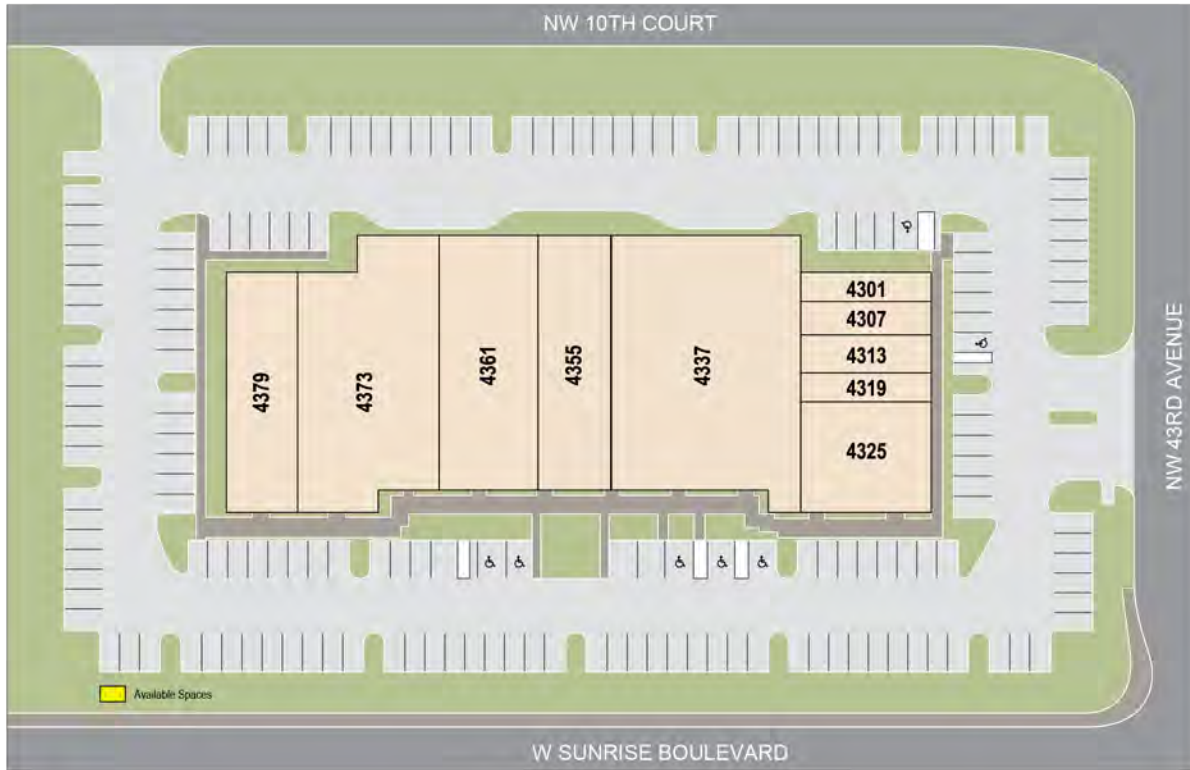 NW 10TH COURT
4301
4307
4313
4319
4325
4379
4373
4361
4355
4337
NW 43RD AVENUE
Available Spaces
W SUNRISE BOULEVARD